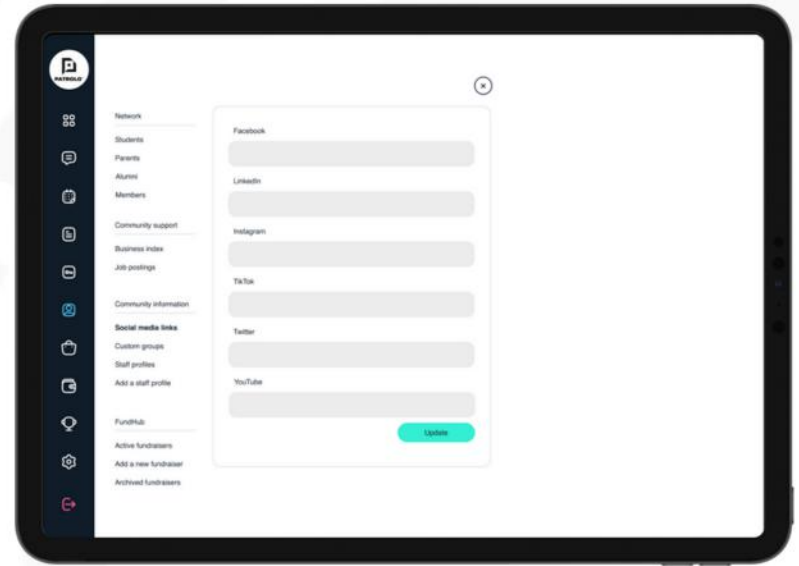 PATROLO
Network
Students
Parents
Alumni
Members
Community support
Business index
Job postings
Community information
Social media links
Custom groups
Staff profiles
Add a staff profile
FundHub
Active fundraisers
Add a new fundraiser
Archived fundraisers
Facebook
LinkedIn
Instagram
TikTok
Twitter
YouTube
Update